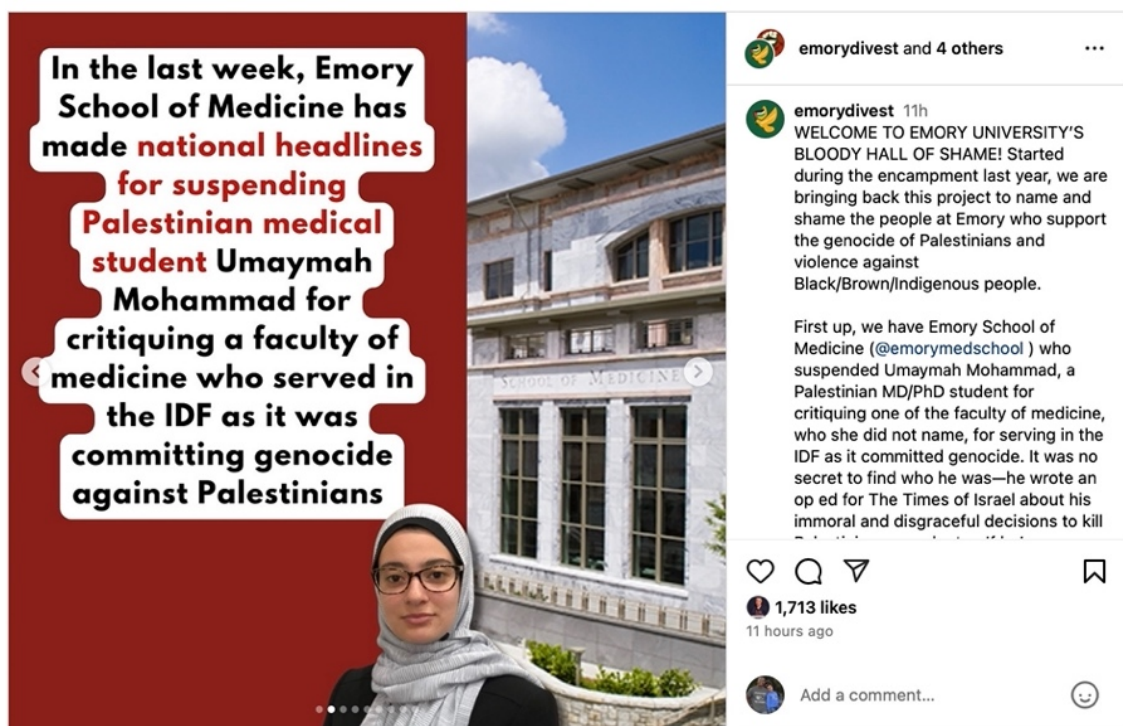 In the last week, Emory
School of Medicine has
made national headlines
for suspending
Palestinian medical
student Umaymah
Mohammad for
critiquing a faculty of
medicine who served in
the IDF as it was
committing genocide
against Palestinians
SCHOOL OF MEDICINE
emorydivest and 4 others
emorydivest 11h
WELCOME TO EMORY UNIVERSITY'S
BLOODY HALL OF SHAME! Started
during the encampment last year, we are
bringing back this project to name and
shame the people at Emory who support
the genocide of Palestinians and
violence against
Black/Brown/Indigenous people.
First up, we have Emory School of
Medicine (@emorymedschool ) who
suspended Umaymah Mohammad, a
Palestinian MD/PhD student for
critiquing one of the faculty of medicine,
who she did not name, for serving in the
IDF as it committed genocide. It was no
secret to find who he was—he wrote an
op ed for The Times of Israel about his
immoral and disgraceful decisions to kill
1,713 likes
11 hours ago
Add a comment...